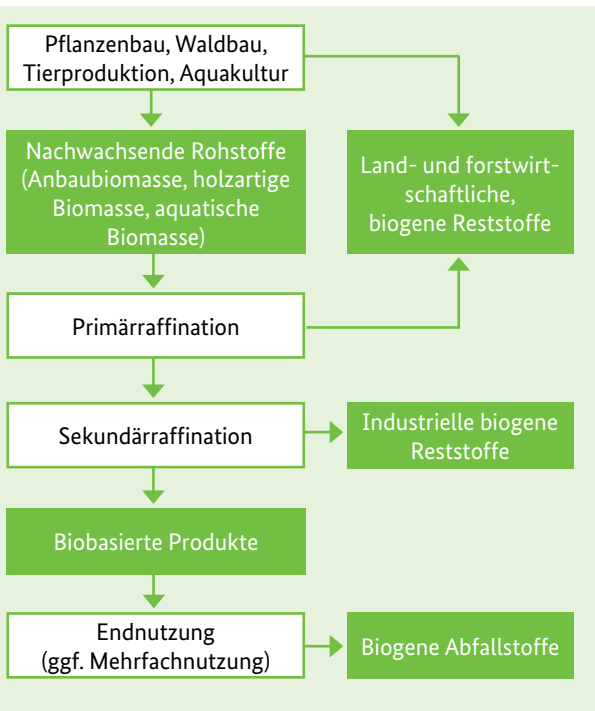 Pflanzenbau, Waldbau,
Tierproduktion, Aquakultur
Nachwachsende Rohstoffe
(Anbaubiomasse, holzartige
Biomasse, aquatische
Biomasse)
Land- und forstwirt-
schaftliche,
biogene Reststoffe
Primärraffination
Sekundärraffination
Industrielle biogene
Reststoffe
Biobasierte Produkte
Endnutzung
(ggf. Mehrfachnutzung)
Biogene Abfallstoffe